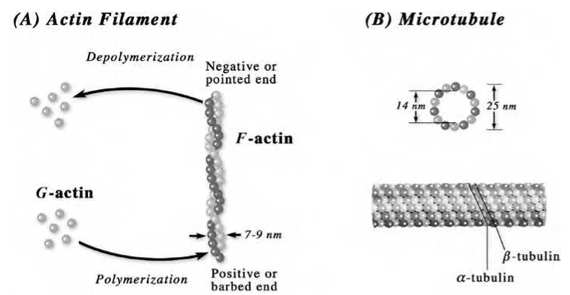 (A) Actin Filament
Depolymerization
Negative or
pointed end
F-actin
G-actin
7-9 nm
Polymerization
Positive or
barbed end
(B) Microtubule
14 nm
25 nm
β-tubulin
α-tubulin